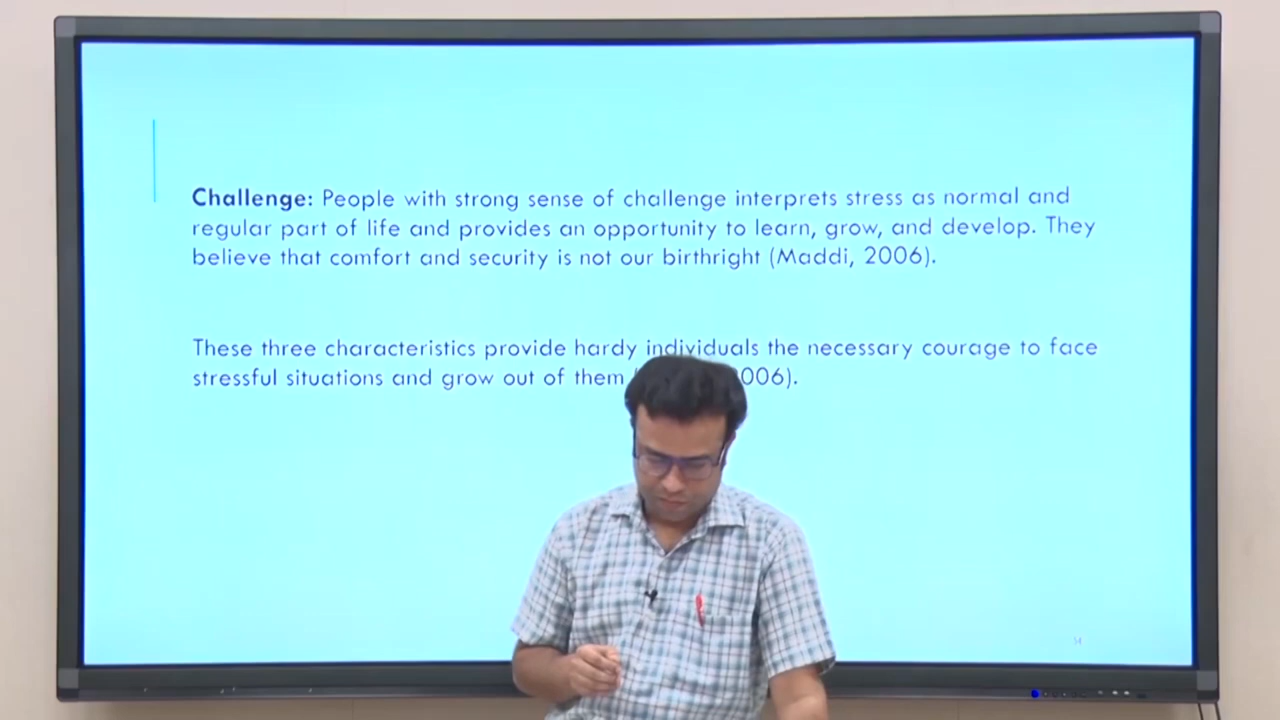 Challenge: People with strong sense of challenge interprets stress as normal and
regular part of life and provides an opportunity to learn, grow, and develop. They
believe that comfort and security is not our birthright (Maddi, 2006).
These three characteristics provide hardy individuals the necessary courage to face
stressful situations and grow out of them 006).
14